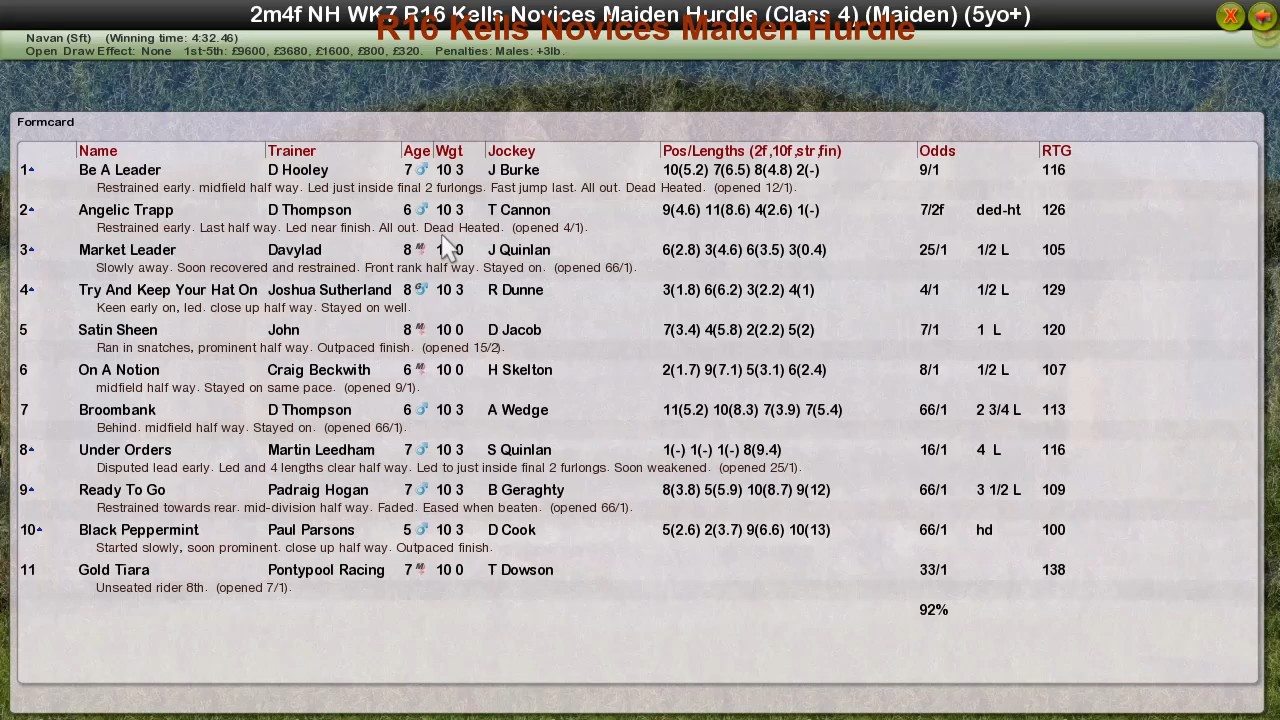 2m4f NH WK7 R16 Kells Novices Maiden Hurdle (Class 4) (Maiden) (5yo+)
R16 Kells Novices Maiden Hurdle
Navan (Sft) (Winning time: 4:32.46)
Open Draw Effect: None 1st-5th: £9600, £3680, £1600, £800, £320. Penalties: Males: +3lb.
Formcard
Name Trainer Age Wgt Jockey Pos/Lengths (2f,10f,str,fin) Odds RTG
1 Be A Leader D Hooley 7 10 3 J Burke 10(5.2) 7(6.5) 8(4.8) 2(-) 9/1 116
Restrained early. midfield half way. Led just inside final 2 furlongs. Fast jump last. All out. Dead Heated. (opened 12/1).
2 Angelic Trapp D Thompson 6 10 3 T Cannon 9(4.6) 11(8.6) 4(2.6) 1(-) 7/2f ded-ht 126
Restrained early. Last half way. Led near finish. All out. Dead Heated. (opened 4/1).
3 Market Leader Davylad 8 0 J Quinlan 6(2.8) 3(4.6) 6(3.5) 3(0.4) 25/1 1/2 L 105
Slowly away. Soon recovered and restrained. Front rank half way. Stayed on. (opened 66/1).
4 Try And Keep Your Hat On Joshua Sutherland 8 10 3 R Dunne 3(1.8) 6(6.2) 3(2.2) 4(1) 4/1 1/2 L 129
Keen early on, led. close up half way. Stayed on well.
5 Satin Sheen John 8 10 0 D Jacob 7(3.4) 4(5.8) 2(2.2) 5(2) 7/1 1 L 120
Ran in snatches, prominent half way. Outpaced finish. (opened 15/2).
6 On A Notion Craig Beckwith 6 10 0 H Skelton 2(1.7) 9(7.1) 5(3.1) 6(2.4) 8/1 1/2 L 107
midfield half way. Stayed on same pace. (opened 9/1).
7 Broombank D Thompson 6 10 3 A Wedge 11(5.2) 10(8.3) 7(3.9) 7(5.4) 66/1 2 3/4 L 113
Behind. midfield half way. Stayed on. (opened 66/1).
8 Under Orders Martin Leedham 7 10 3 S Quinlan 1(-) 1(-) 1(-) 8(9.4) 16/1 4 L 116
Disputed lead early. Led and 4 lengths clear half way. Led to just inside final 2 furlongs. Soon weakened. (opened 25/1).
9 Ready To Go Padraig Hogan 7 10 3 B Geraghty 8(3.8) 5(5.9) 10(8.7) 9(12) 66/1 3 1/2 L 109
Restrained towards rear. mid-division half way. Faded. Eased when beaten. (opened 66/1).
10 Black Peppermint Paul Parsons 5 10 3 D Cook 5(2.6) 2(3.7) 9(6.6) 10(13) 66/1 hd 100
Started slowly, soon prominent. close up half way. Outpaced finish.
11 Gold Tiara Pontypool Racing 7 10 0 T Dowson 33/1 138
Unseated rider 8th. (opened 7/1).
92%